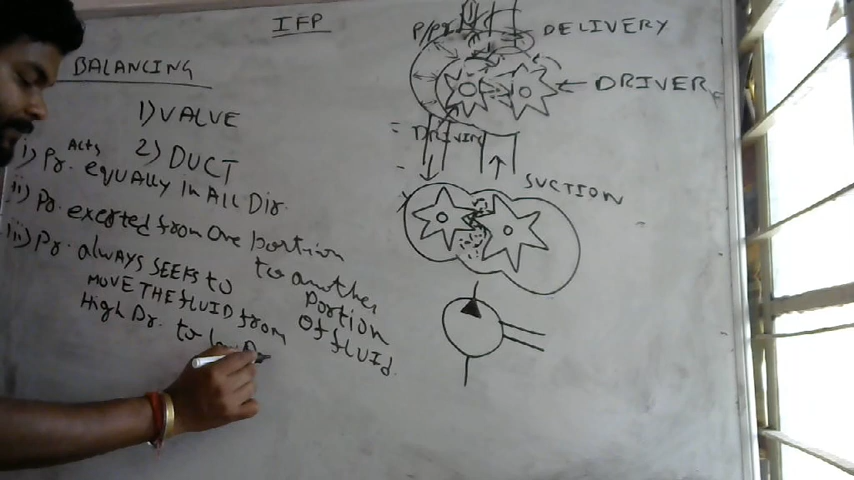 IFP
BALANCING
1) VALVE
2) DUCT
i) Pr. Acts equally In All Dir.
ii) Pr. exerted from one portion
to another
portion
of fLUId.
iii) Pr. always SEEKS to
MOVE THE fLUID from
High Pr. to
DELIVERY
DRIVER
DRIVING
SUCTION